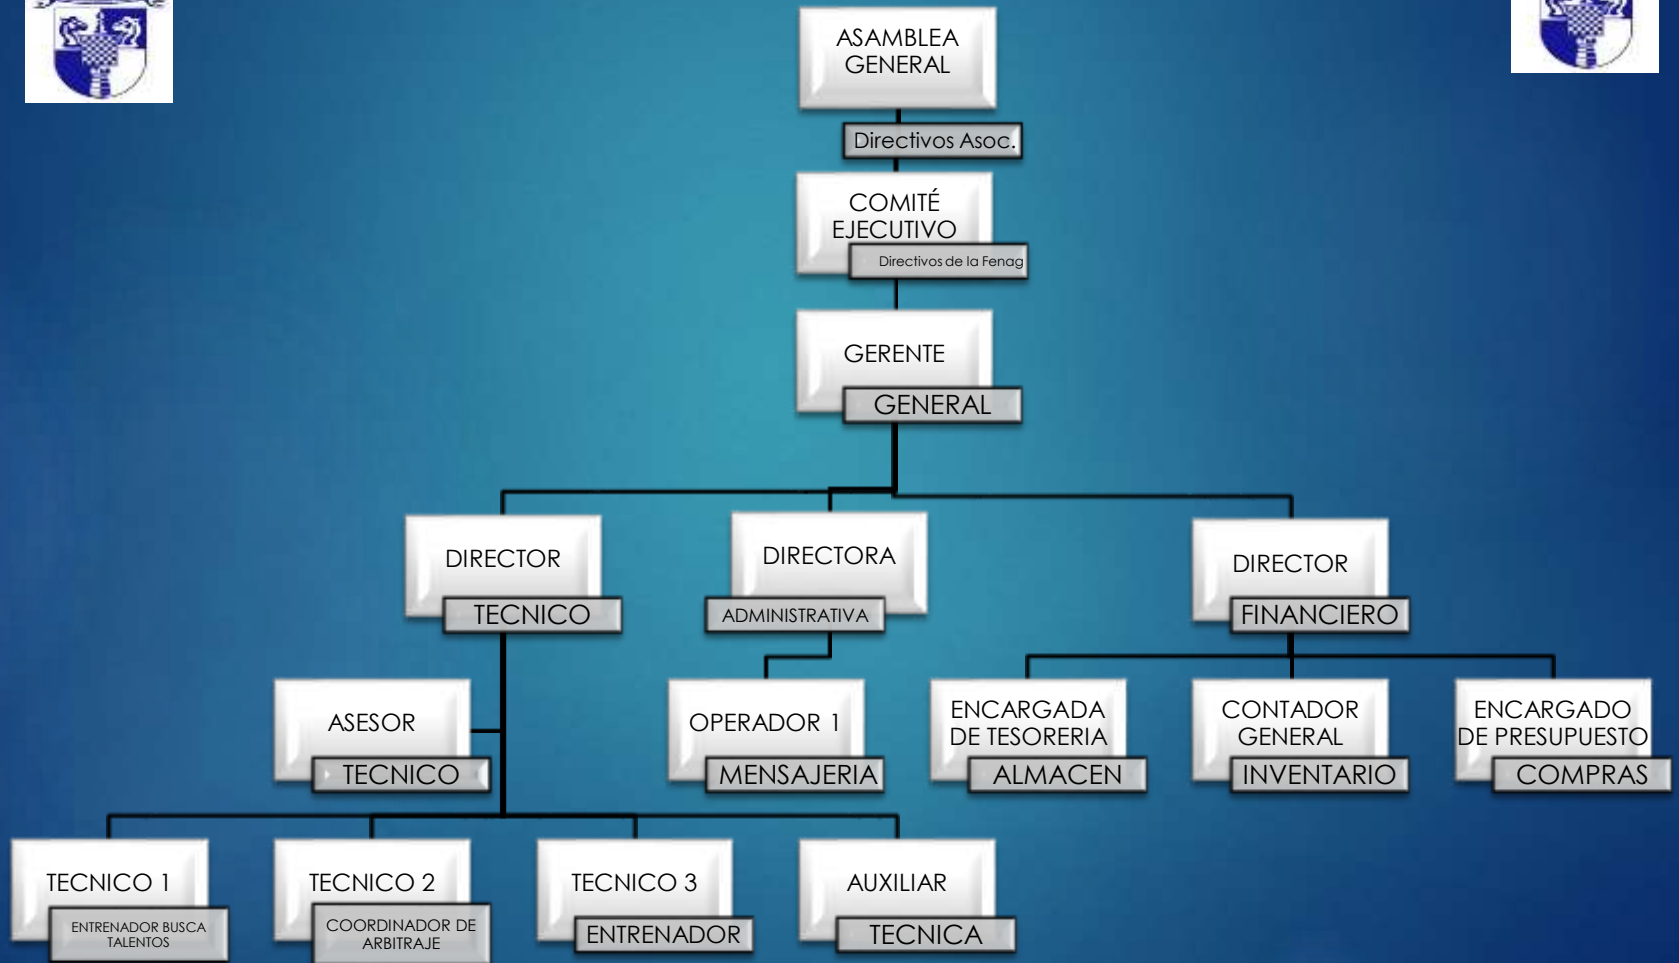 ASAMBLEA
GENERAL
Directivos Asoc.
COMITÉ
EJECUTIVO
Directivos de la Fenag
GERENTE
GENERAL
DIRECTOR
TECNICO
DIRECTORA
ADMINISTRATIVA
DIRECTOR
FINANCIERO
ASESOR
TECNICO
OPERADOR 1
MENSAJERIA
ENCARGADA
DE TESORERIA
ALMACEN
CONTADOR
GENERAL
INVENTARIO
ENCARGADO
DE PRESUPUESTO
COMPRAS
TECNICO 1
ENTRENADOR BUSCA
TALENTOS
TECNICO 2
COORDINADOR DE
ARBITRAJE
TECNICO 3
ENTRENADOR
AUXILIAR
TECNICA